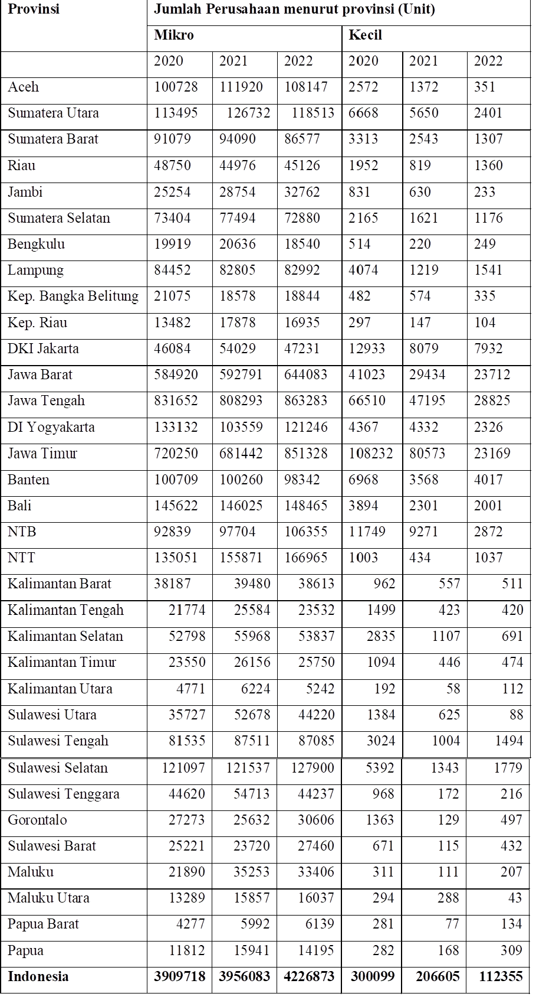 Provinsi Jumlah Perusahaan menurut provinsi (Unit)
Mikro Kecil
2020 2021 2022 2020 2021 2022
Aceh 100728 111920 108147 2572 1372 351
Sumatera Utara 113495 126732 118513 6668 5650 2401
Sumatera Barat 91079 94090 86577 3313 2543 1307
Riau 48750 44976 45126 1952 819 1360
Jambi 25254 28754 32762 831 630 233
Sumatera Selatan 73404 77494 72880 2165 1621 1176
Bengkulu 19919 20636 18540 514 220 249
Lampung 84452 82805 82992 4074 1219 1541
Kep. Bangka Belitung 21075 18578 18844 482 574 335
Kep. Riau 13482 17878 16935 297 147 104
DKI Jakarta 46084 54029 47231 12933 8079 7932
Jawa Barat 584920 592791 644083 41023 29434 23712
Jawa Tengah 831652 808293 863283 66510 47195 28825
DI Yogyakarta 133132 103559 121246 4367 4332 2326
Jawa Timur 720250 681442 851328 108232 80573 23169
Banten 100709 100260 98342 6968 3568 4017
Bali 145622 146025 148465 3894 2301 2001
NTB 92839 97704 106355 11749 9271 2872
NTT 135051 155871 166965 1003 434 1037
Kalimantan Barat 38187 39480 38613 962 557 511
Kalimantan Tengah 21774 25584 23532 1499 423 420
Kalimantan Selatan 52798 55968 53837 2835 1107 691
Kalimantan Timur 23550 26156 25750 1094 446 474
Kalimantan Utara 4771 6224 5242 192 58 112
Sulawesi Utara 35727 52678 44220 1384 625 88
Sulawesi Tengah 81535 87511 87085 3024 1004 1494
Sulawesi Selatan 121097 121537 127900 5392 1343 1779
Sulawesi Tenggara 44620 54713 44237 968 172 216
Gorontalo 27273 25632 30606 1363 129 497
Sulawesi Barat 25221 23720 27460 671 115 432
Maluku 21890 35253 33406 311 111 207
Maluku Utara 13289 15857 16037 294 288 43
Papua Barat 4277 5992 6139 281 77 134
Papua 11812 15941 14195 282 168 309
Indonesia 3909718 3956083 4226873 300099 206605 112355